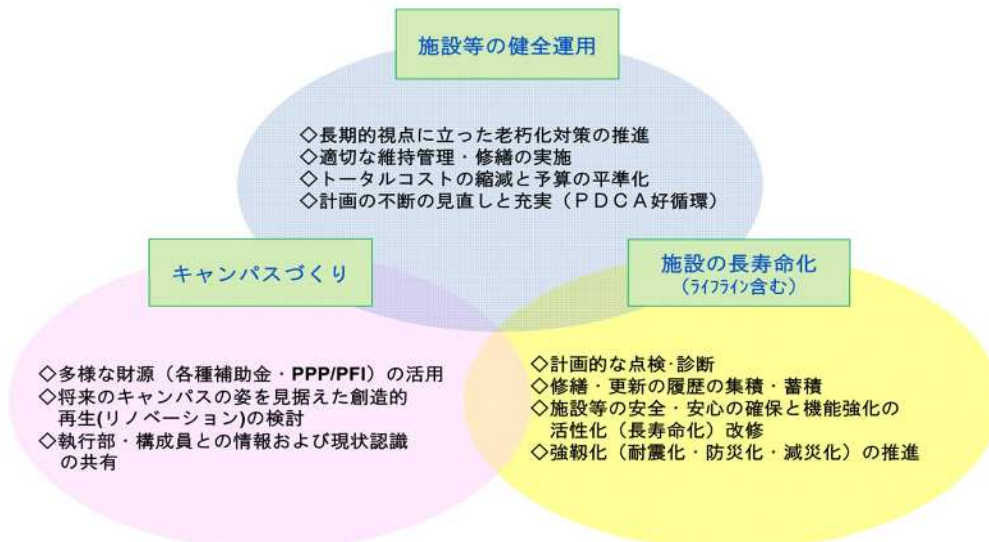 施設等の健全運用
◇長期的視点に立った老朽化対策の推進
◇適切な維持管理・修繕の実施
◇トータルコストの縮減と予算の平準化
◇計画の不断の見直しと充実（ＰＤＣＡ好循環）
キャンパスづくり
◇多様な財源（各種補助金・PPP/PFI）の活用
◇将来のキャンパスの姿を見据えた創造的
再生(リノベーション)の検討
◇執行部・構成員との情報および現状認識
の共有
施設の長寿命化
（ﾗｲﾌﾗｲﾝ含む）
◇計画的な点検･診断
◇修繕・更新の履歴の集積・蓄積
◇施設等の安全・安心の確保と機能強化の
活性化（長寿命化）改修
◇強靱化（耐震化・防災化・減災化）の推進